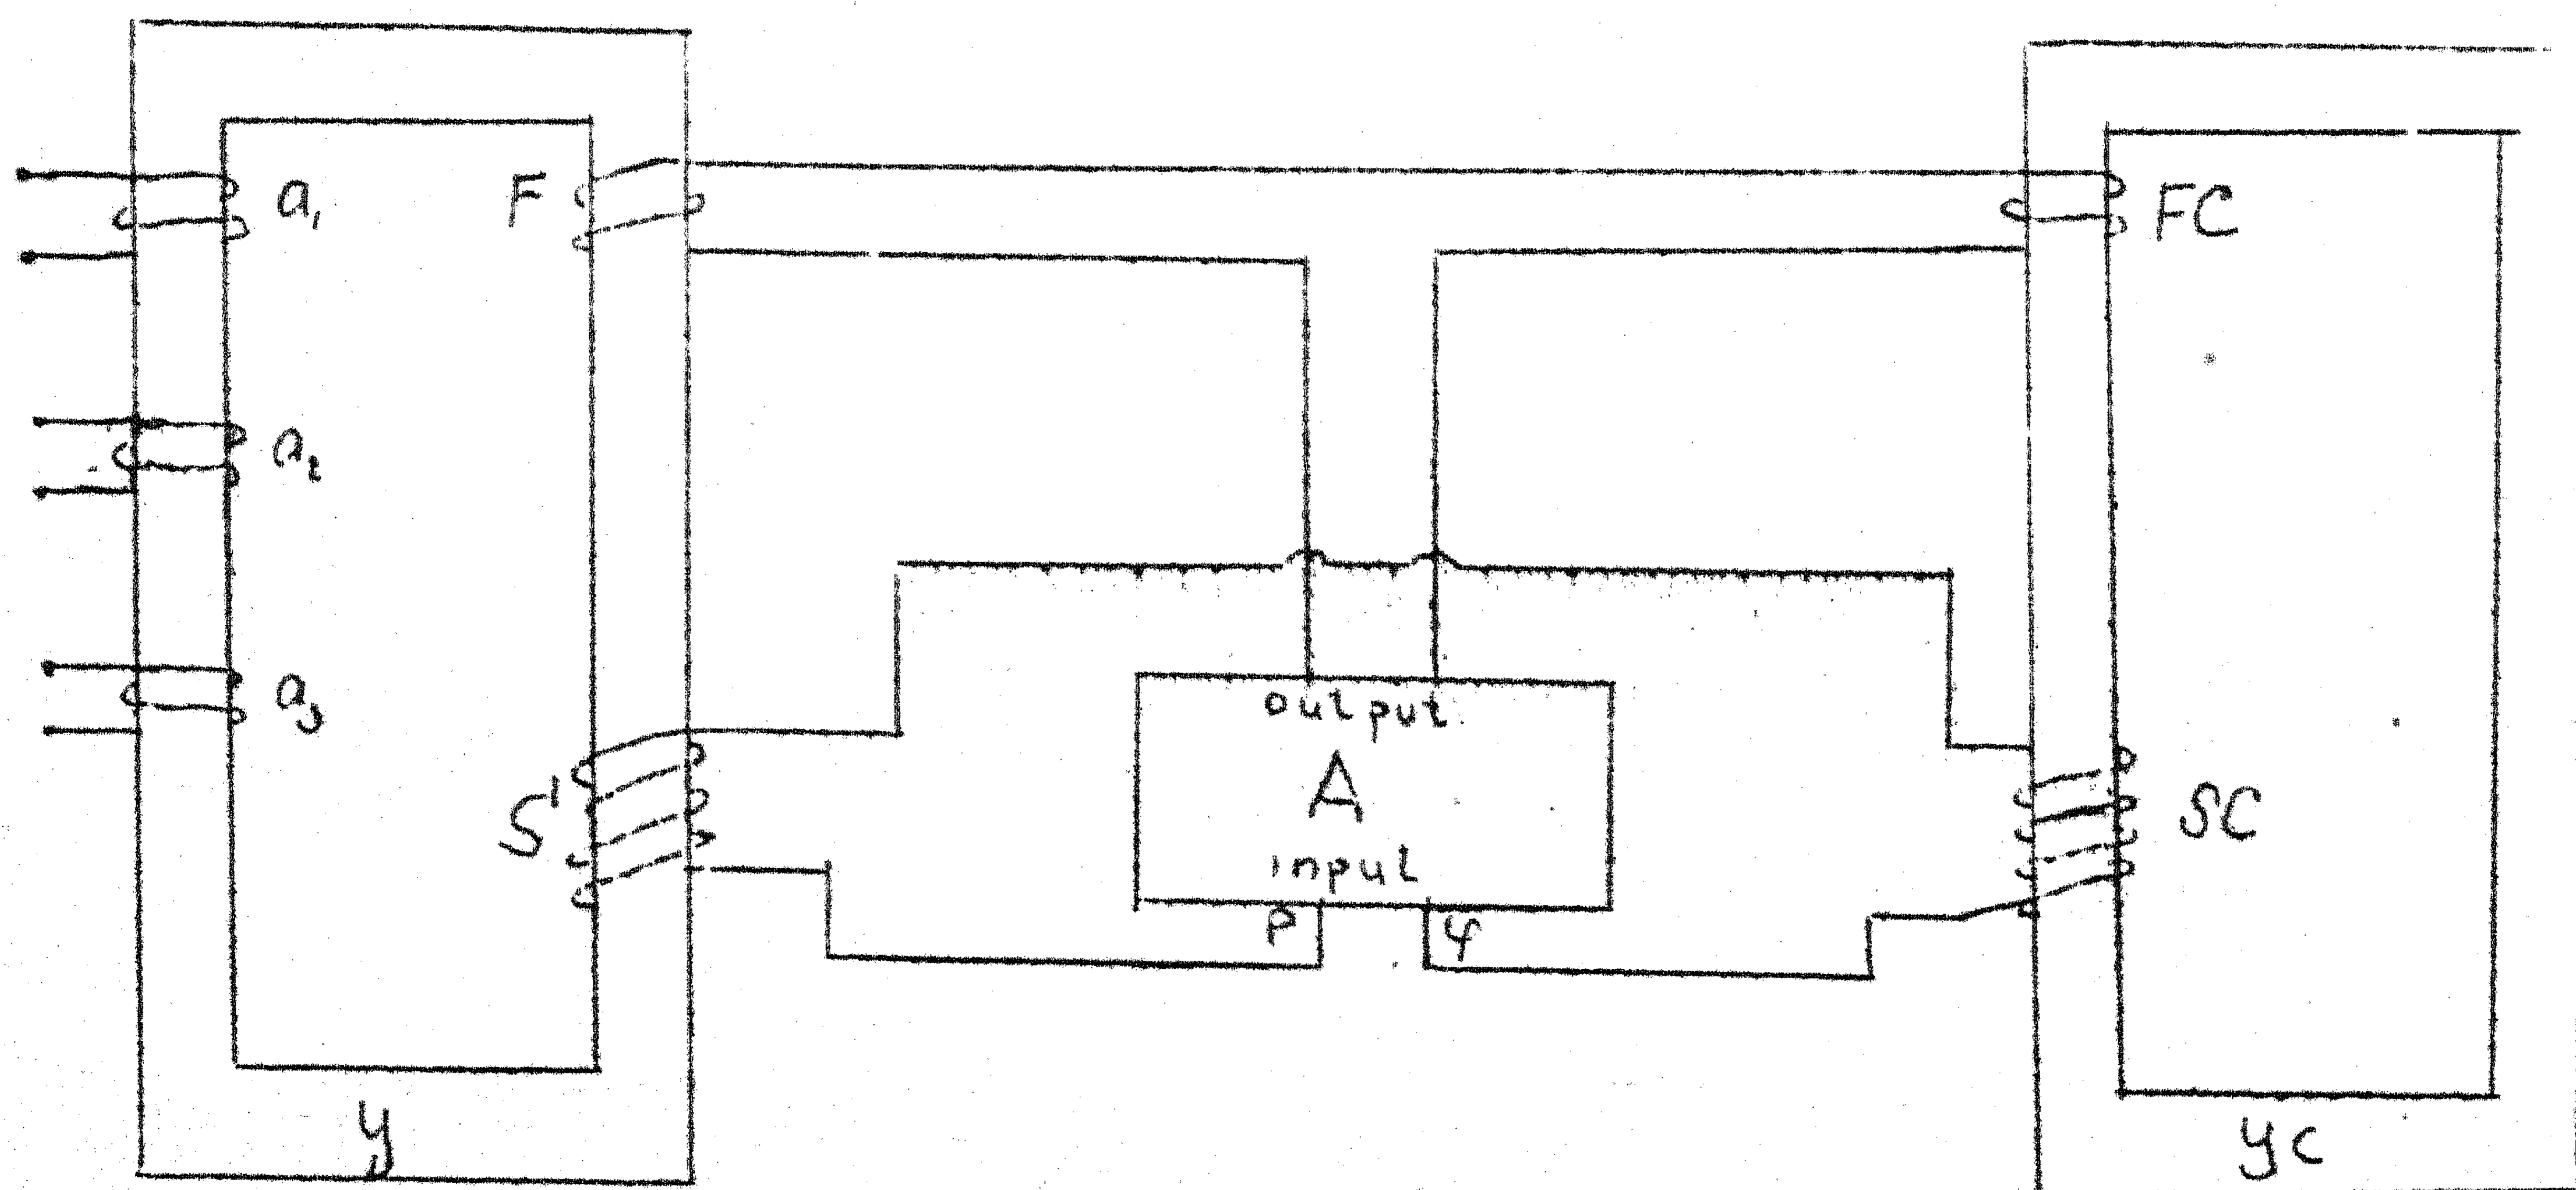 a₁
F
FC
a₂
a₃
output
A
S'
SC
input
P
φ
y
yc